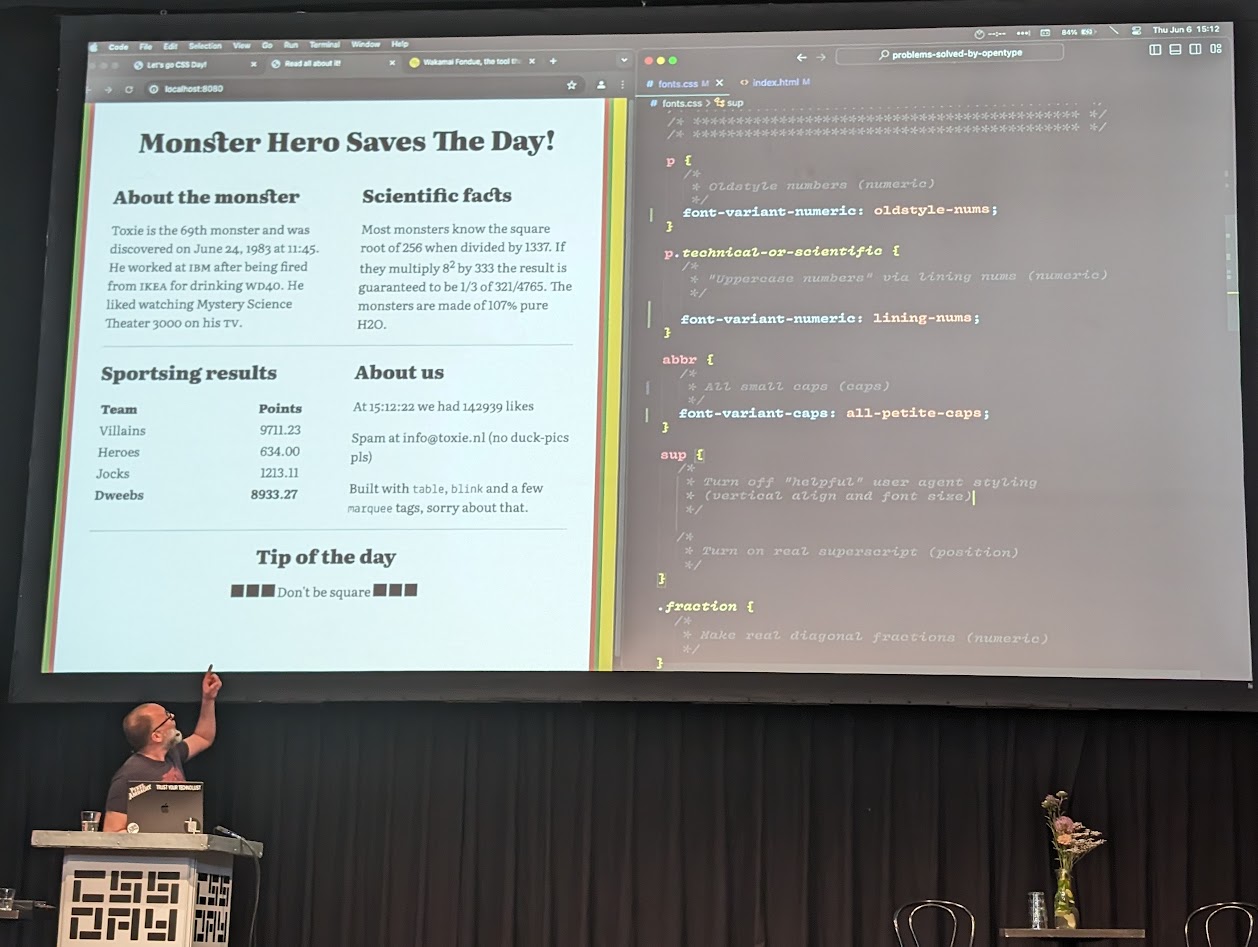 Code File Edit Selection View Go Run Terminal Window Help
84% Thu Jun 6 15:12
Let's go CSS Day!
Read all about it!
Wakamai Fondue, the tool th
localhost:8080
Monster Hero Saves The Day!
About the monster
Toxie is the 69th monster and was
discovered on June 24, 1983 at 11:45.
He worked at IBM after being fired
from IKEA for drinking WD40. He
liked watching Mystery Science
Theater 3000 on his TV.
Scientific facts
Most monsters know the square
root of 256 when divided by 1337. If
they multiply 8² by 333 the result is
guaranteed to be 1/3 of 321/4765. The
monsters are made of 107% pure
H2O.
Sportsing results
Team Points
Villains 9711.23
Heroes 634.00
Jocks 1213.11
Dweebs 8933.27
About us
At 15:12:22 we had 142939 likes
Spam at info@toxie.nl (no duck-pics
pls)
Built with table, blink and a few
marquee tags, sorry about that.
Tip of the day
■■■ Don't be square ■■■
problems-solved-by-opentype
# fonts.css M × <> index.html M
# fonts.css > sup
/* ******************************************** */
/* ******************************************** */
p {
/*
* Oldstyle numbers (numeric)
*/
font-variant-numeric: oldstyle-nums;
}
p.technical-or-scientific {
/*
* "Uppercase numbers" via lining nums (numeric)
*/
font-variant-numeric: lining-nums;
}
abbr {
/*
* All small caps (caps)
*/
font-variant-caps: all-petite-caps;
}
sup {
/*
* Turn off "helpful" user agent styling
* (vertical align and font size)
*/
/*
* Turn on real superscript (position)
*/
}
.fraction {
/*
* Make real diagonal fractions (numeric)
*/
}
TRUST YOUR TECHNOLUST
CSS
DAY
CSS
DAY